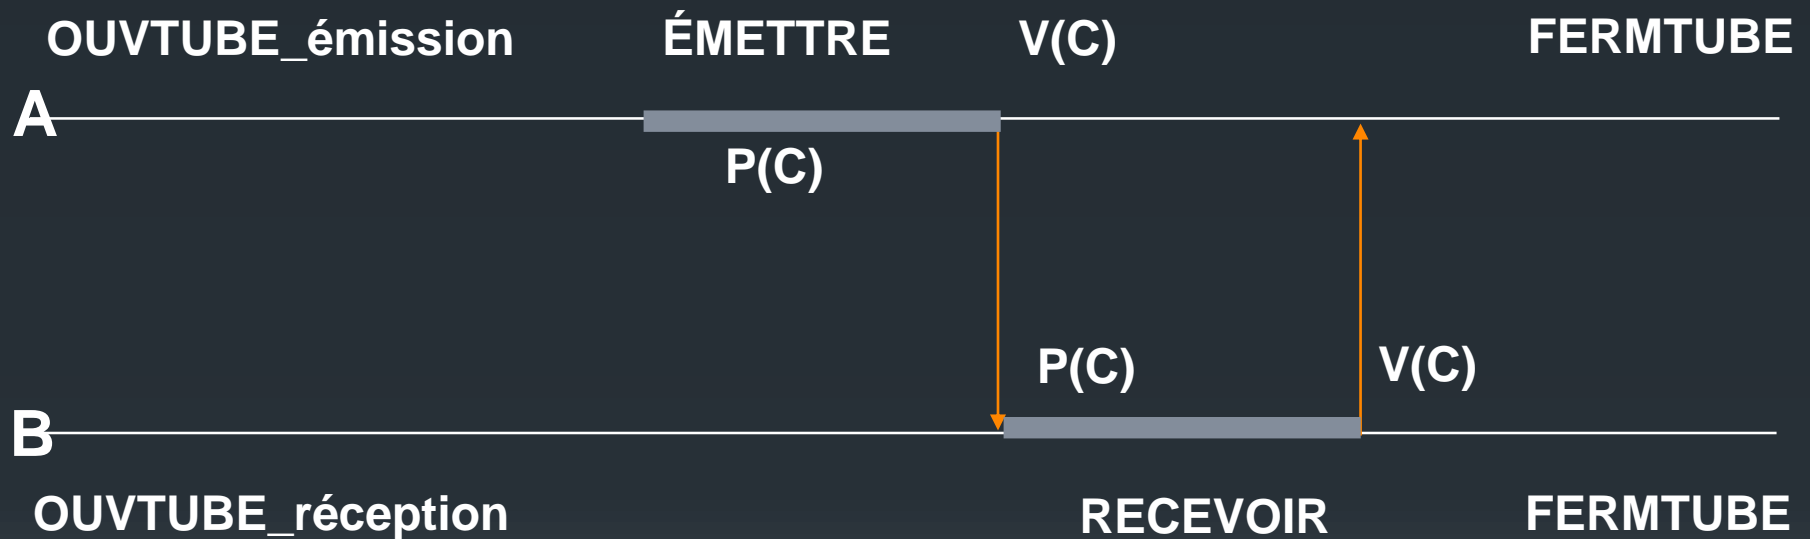 OUVTUBE_émission ÉMETTRE V(C) FERMTUBE
A
P(C)
P(C) V(C)
B
OUVTUBE_réception RECEVOIR FERMTUBE